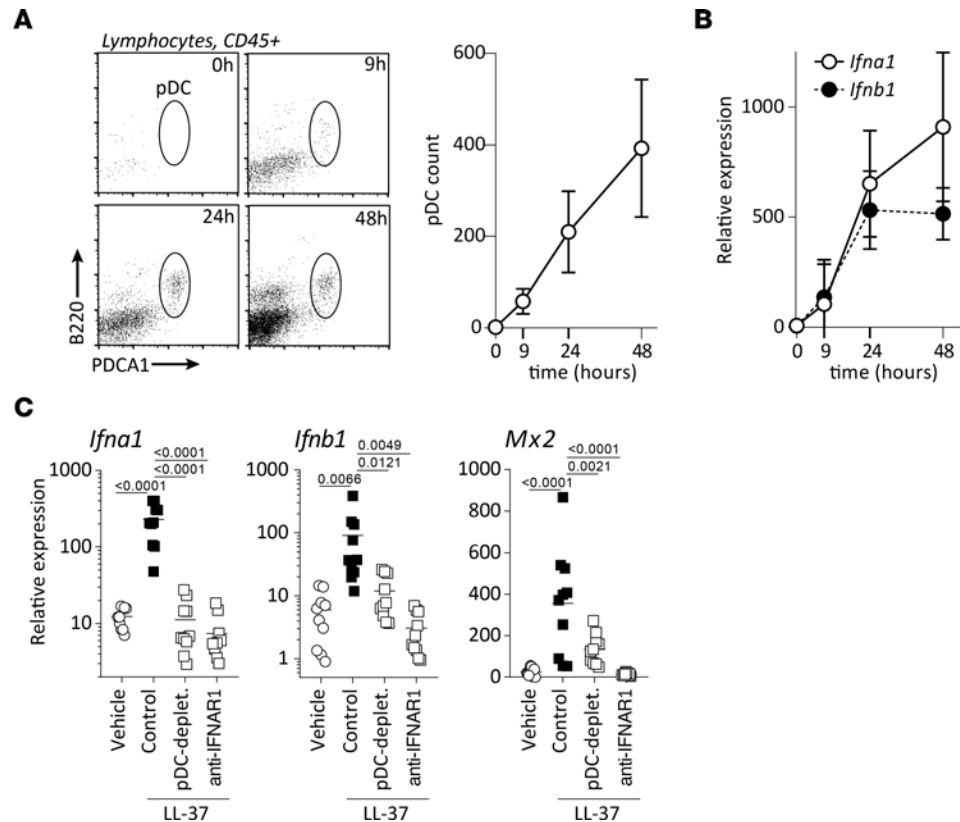 A
Lymphocytes, CD45+
0h
9h
pDC
24h
48h
B220
PDCA1
600
400
200
0
pDC count
0 9 24 48
time (hours)
B
Ifna1
Ifnb1
1000
500
0
Relative expression
0 9 24 48
time (hours)
C
Ifna1
<0.0001
<0.0001
<0.0001
1000
100
10
Relative expression
Vehicle
Control
pDC-deplet.
anti-IFNAR1
LL-37
Ifnb1
0.0049
0.0121
0.0066
1000
100
10
1
Vehicle
Control
pDC-deplet.
anti-IFNAR1
LL-37
Mx2
<0.0001
0.0021
<0.0001
1000
800
600
400
200
0
Vehicle
Control
pDC-deplet.
anti-IFNAR1
LL-37